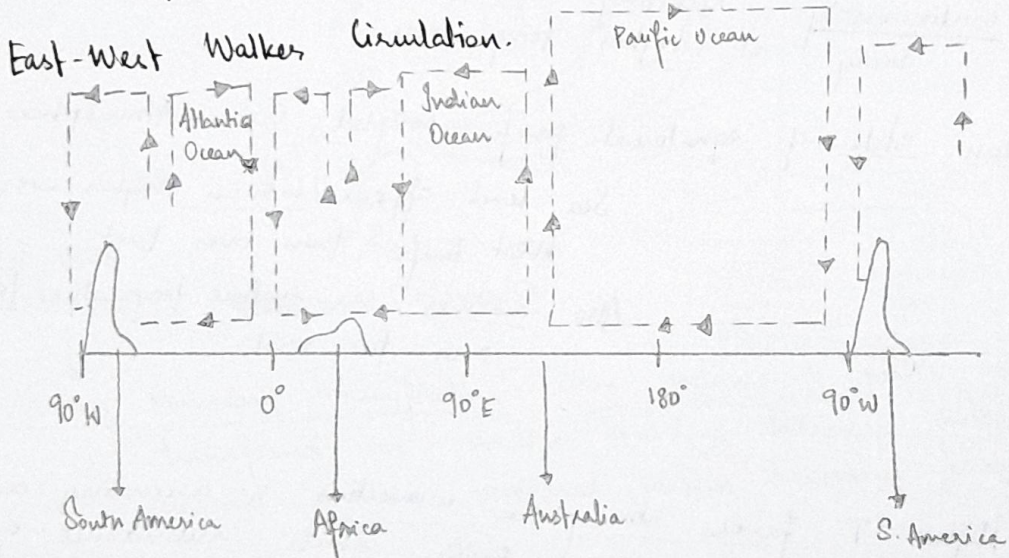 East-West Walker Circulation.
Pacific Ocean
Atlantic
Ocean
Indian
Ocean
90°W
0°
90°E
180°
90°W
South America
Africa
Australia
S. America